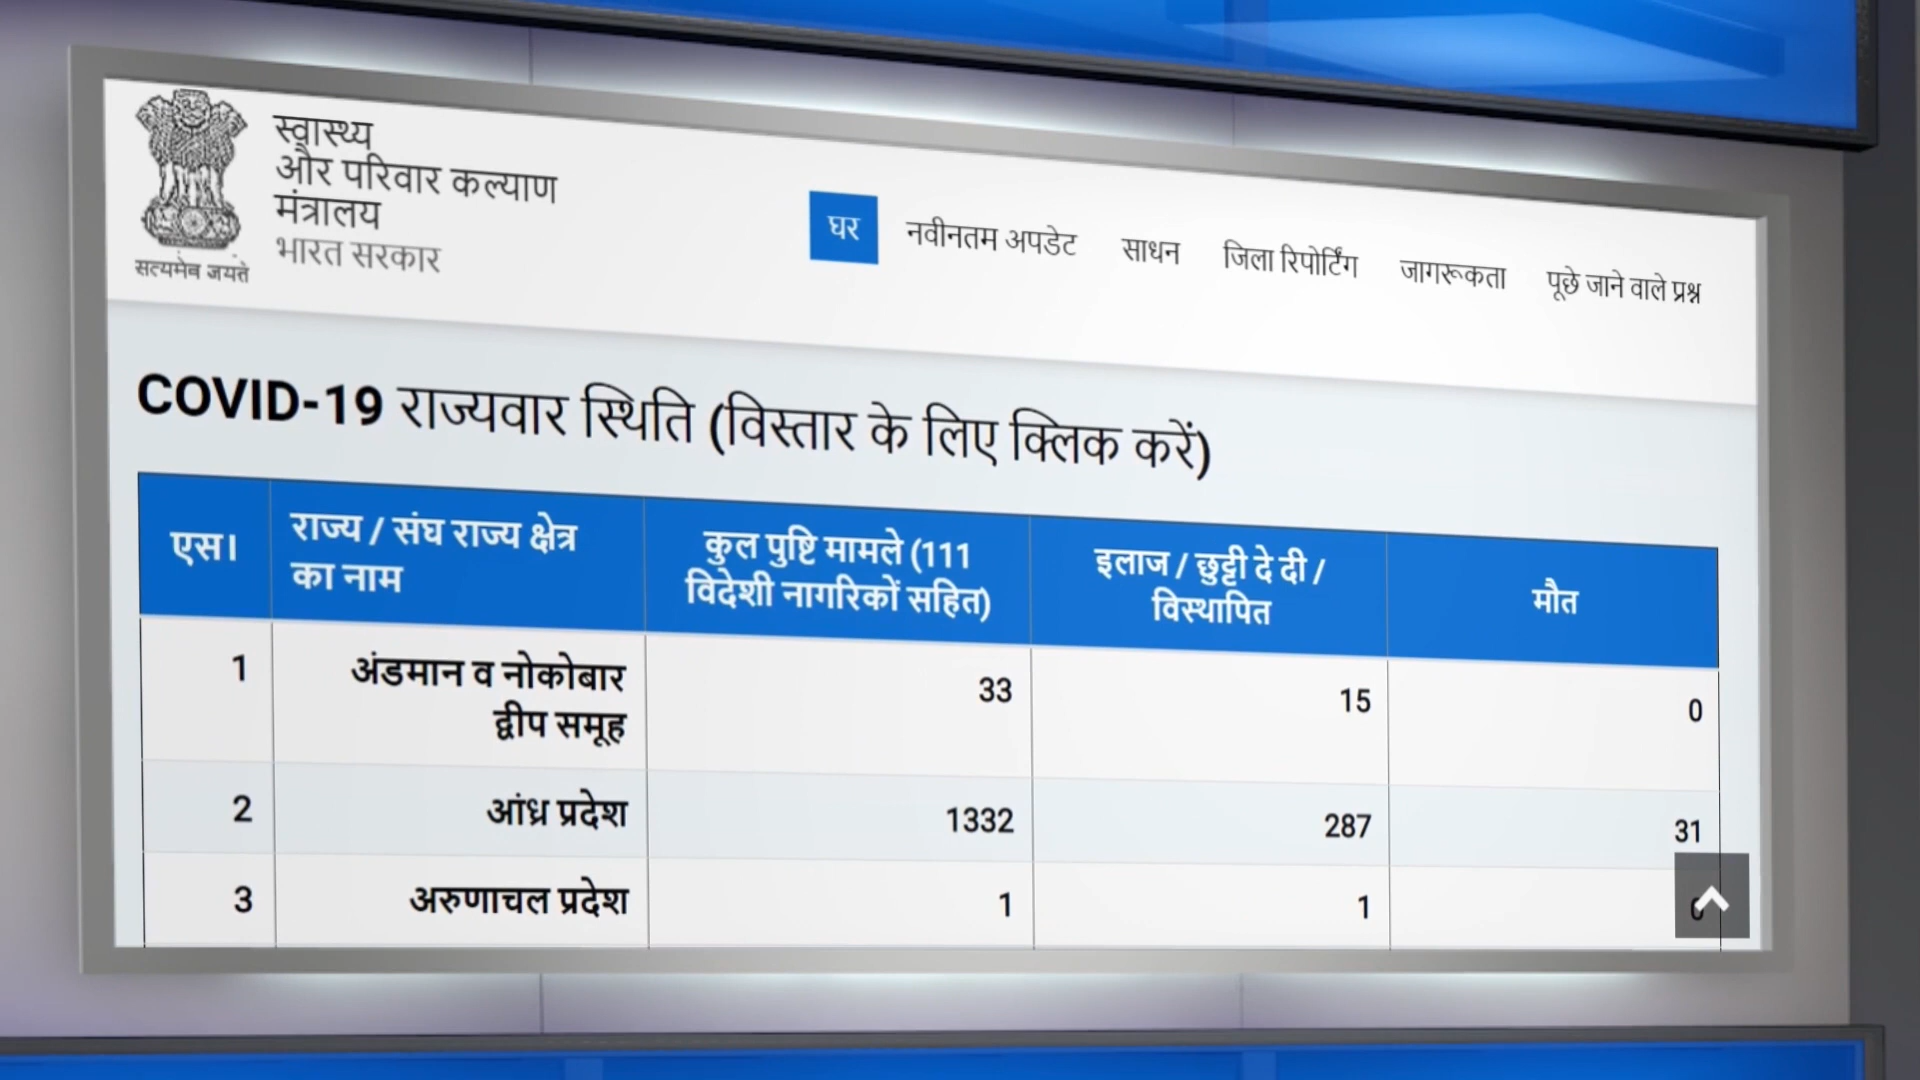 स्वास्थ्य
और परिवार कल्याण
मंत्रालय
भारत सरकार
सत्यमेव जयते
घर नवीनतम अपडेट साधन जिला रिपोर्टिंग जागरूकता पूछे जाने वाले प्रश्न
COVID-19 राज्यवार स्थिति (विस्तार के लिए क्लिक करें)
एस। राज्य / संघ राज्य क्षेत्र का नाम कुल पुष्टि मामले (111 विदेशी नागरिकों सहित) इलाज / छुट्टी दे दी / विस्थापित मौत
1 अंडमान व नोकोबार द्वीप समूह 33 15 0
2 आंध्र प्रदेश 1332 287 31
3 अरुणाचल प्रदेश 1 1 0